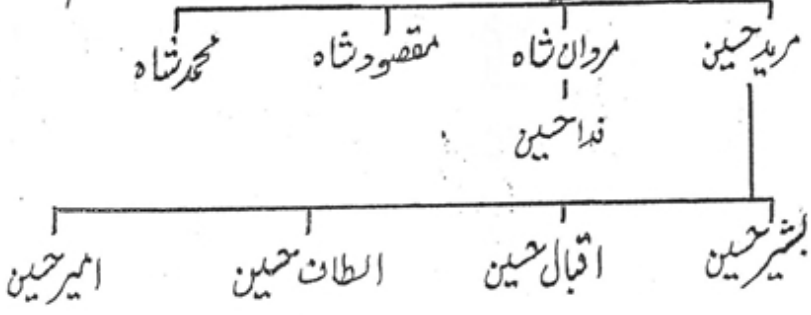 مرید حسین مردان شاہ مقصود شاہ محمد شاہ
فدا حسین
بشیر حسین اقبال حسین الطاف حسین امیر حسین